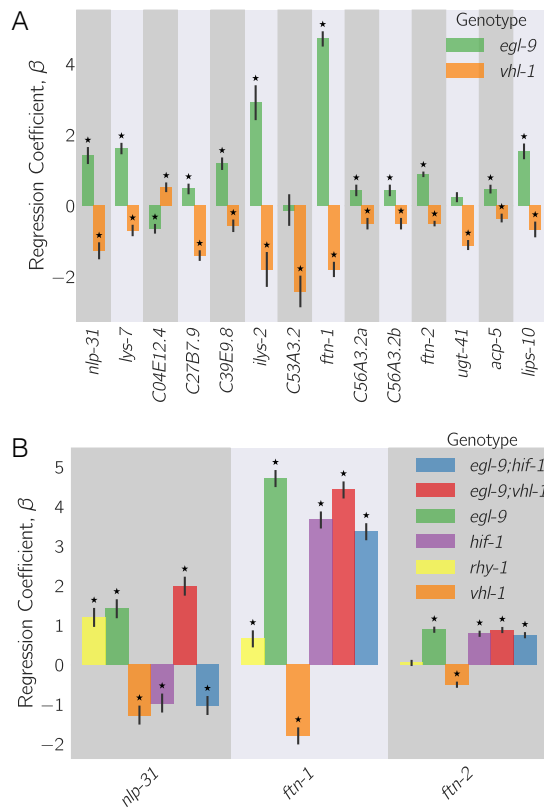 A
Genotype
egl-9
vhl-1
Regression Coefficient, β
4
2
0
−2
nlp-31
lys-7
C04E12.4
C27B7.9
C39E9.8
ilys-2
C53A3.2
ftn-1
C56A3.2a
C56A3.2b
ftn-2
ugt-41
acp-5
lips-10
B
Genotype
egl-9;hif-1
egl-9;vhl-1
egl-9
hif-1
rhy-1
vhl-1
Regression Coefficient, β
5
4
3
2
1
0
−1
−2
nlp-31
ftn-1
ftn-2